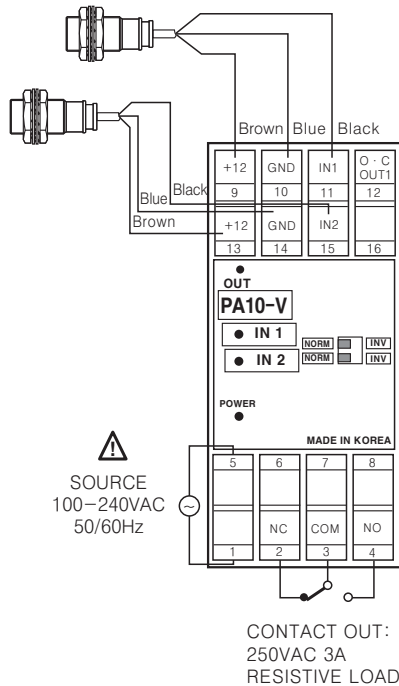 Brown Blue Black
+12 GND IN1 O · C OUT1
9 10 11 12
Black
Blue
Brown
+12 GND IN2
13 14 15 16
OUT
PA10-V
IN 1
NORM INV
IN 2
NORM INV
POWER
MADE IN KOREA
5 6 7 8
SOURCE
100-240VAC
50/60Hz
NC COM NO
1 2 3 4
CONTACT OUT:
250VAC 3A
RESISTIVE LOAD